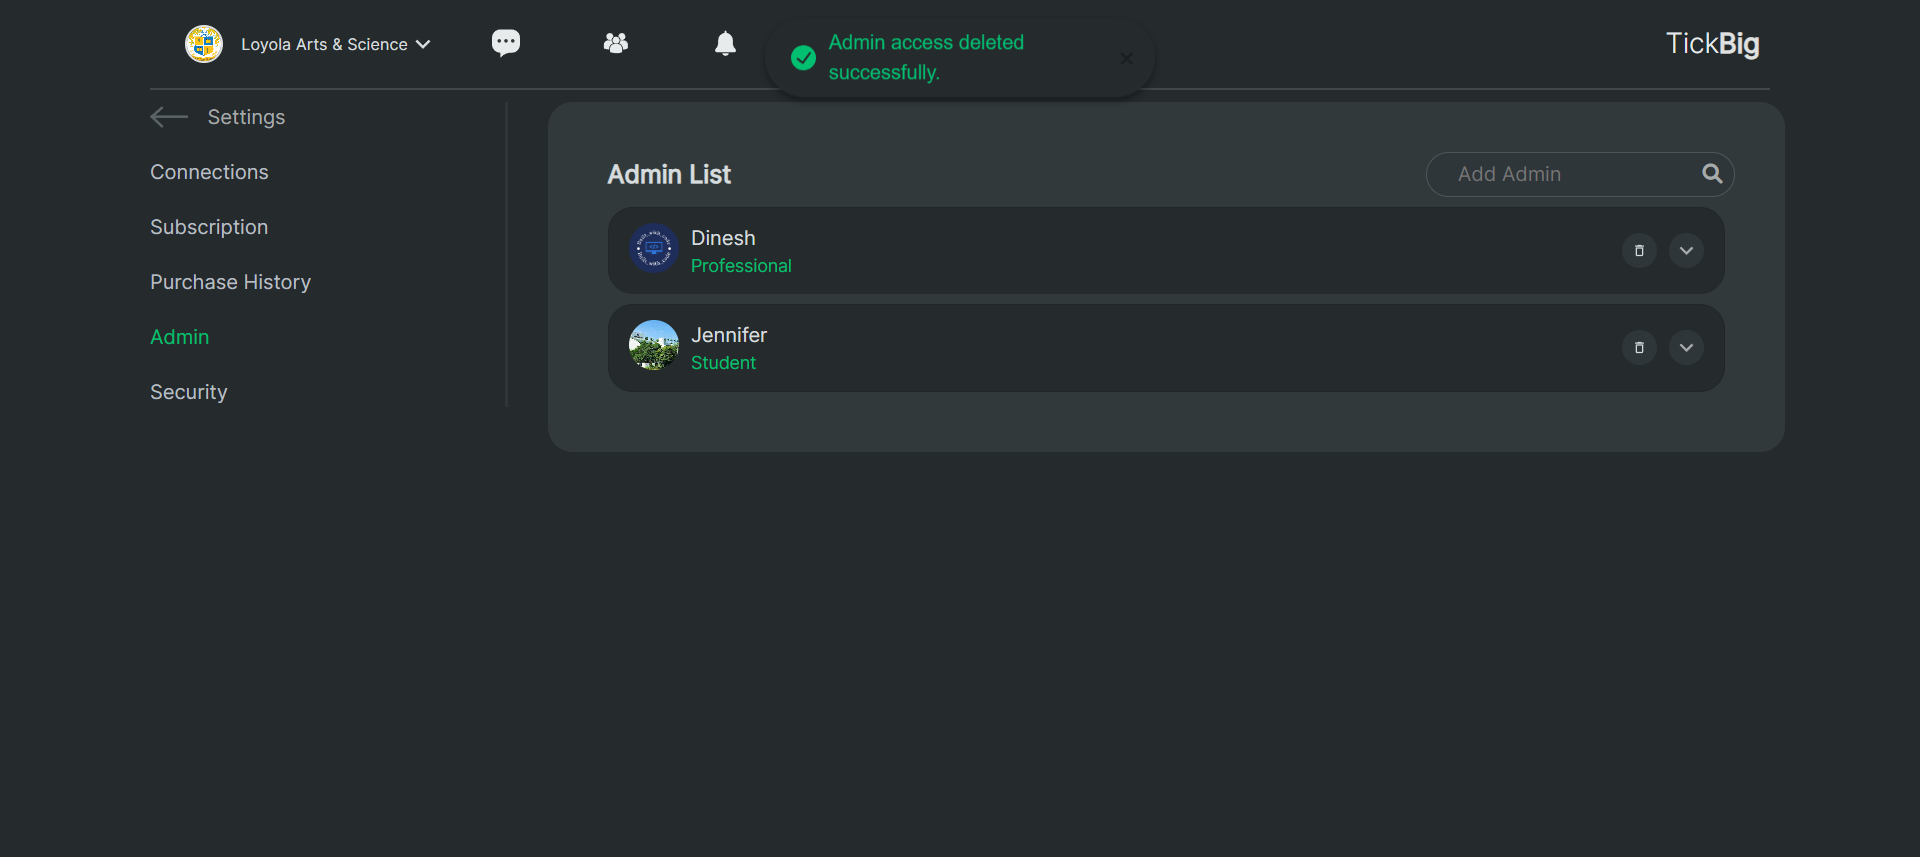 Loyola Arts & Science
Admin access deleted
successfully.
TickBig
Settings
Connections
Subscription
Purchase History
Admin
Security
Admin List
Add Admin
Dinesh
Professional
Jennifer
Student